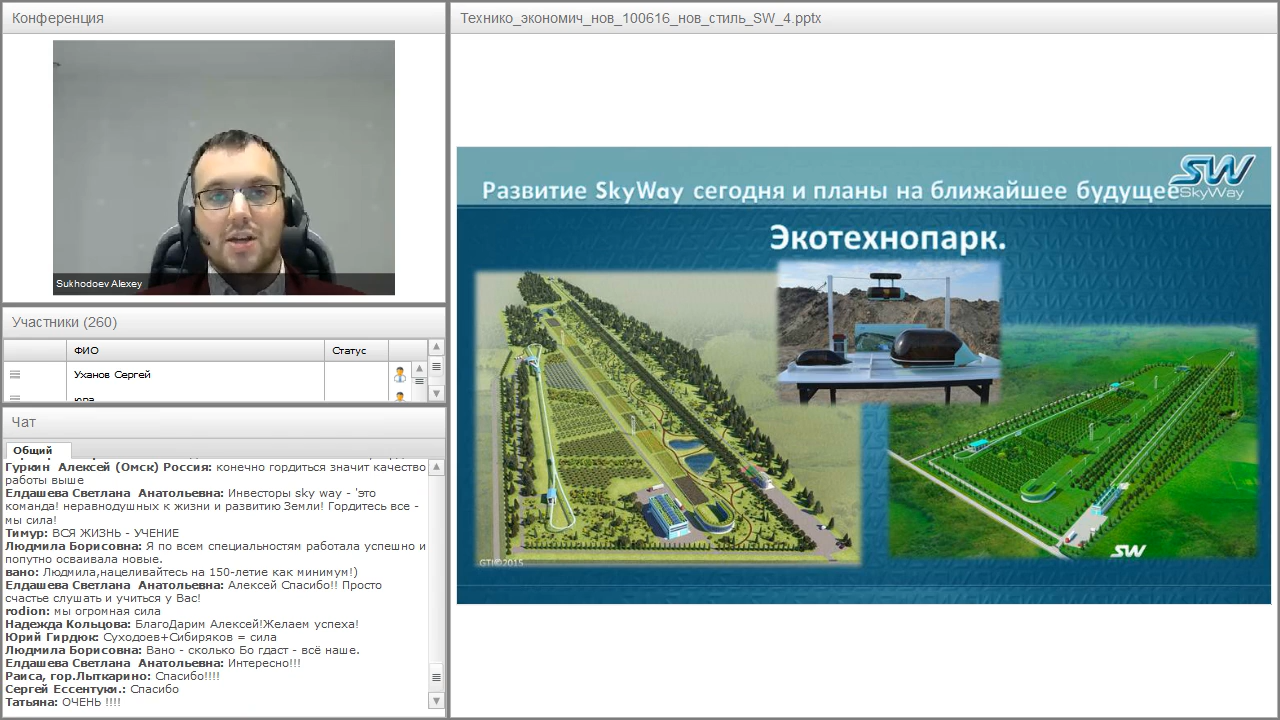 Конференция
Sukhodoev Alexey
Участники (260)
ФИО
Статус
Уханов Сергей
юра
Чат
Общий
Гуркин Алексей (Омск) Россия: конечно гордиться значит качество
работы выше
Елдашева Светлана Анатольевна: Инвесторы sky way - 'это
команда! неравнодушных к жизни и развитию Земли! Гордитесь все -
мы сила!
Тимур: ВСЯ ЖИЗНЬ - УЧЕНИЕ
Людмила Борисовна: Я по всем специальностям работала успешно и
попутно осваивала новые.
вано: Людмила,нацеливайтесь на 150-летие как минимум!)
Елдашева Светлана Анатольевна: Алексей Спасибо!! Просто
счастье слушать и учиться у Вас!
rodion: мы огромная сила
Надежда Кольцова: БлагоДарим Алексей!Желаем успеха!
Юрий Гирдюк: Суходоев+Сибиряков = сила
Людмила Борисовна: Вано - сколько Бо гдаст - всё наше.
Елдашева Светлана Анатольевна: Интересно!!!
Раиса, гор.Лыткарино: Спасибо!!!!
Сергей Ессентуки.: Спасибо
Татьяна: ОЧЕНЬ !!!!
Технико_экономич_нов_100616_нов_стиль_SW_4.pptx
Развитие SkyWay сегодня и планы на ближайшее будущее
SW
SkyWay
Экотехнопарк.
GTI©2015
SW